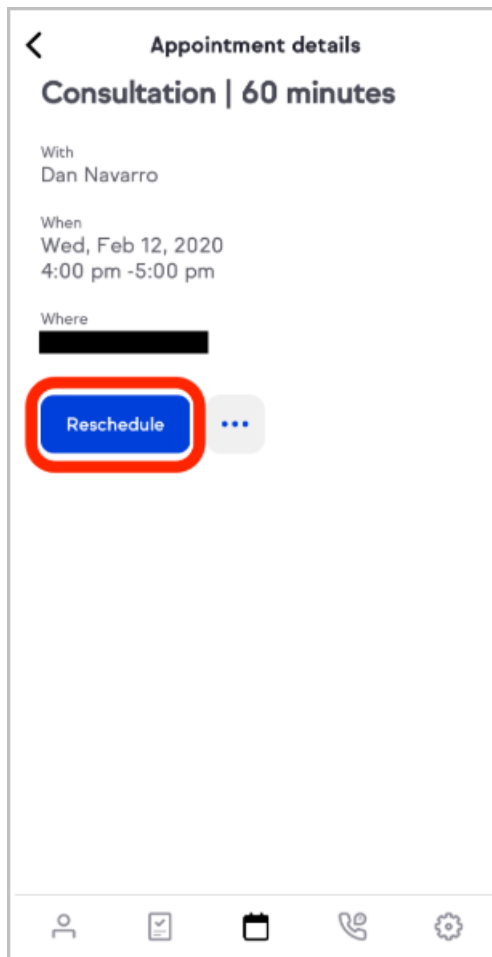 Appointment details
Consultation | 60 minutes
With
Dan Navarro
When
Wed, Feb 12, 2020
4:00 pm -5:00 pm
Where
Reschedule